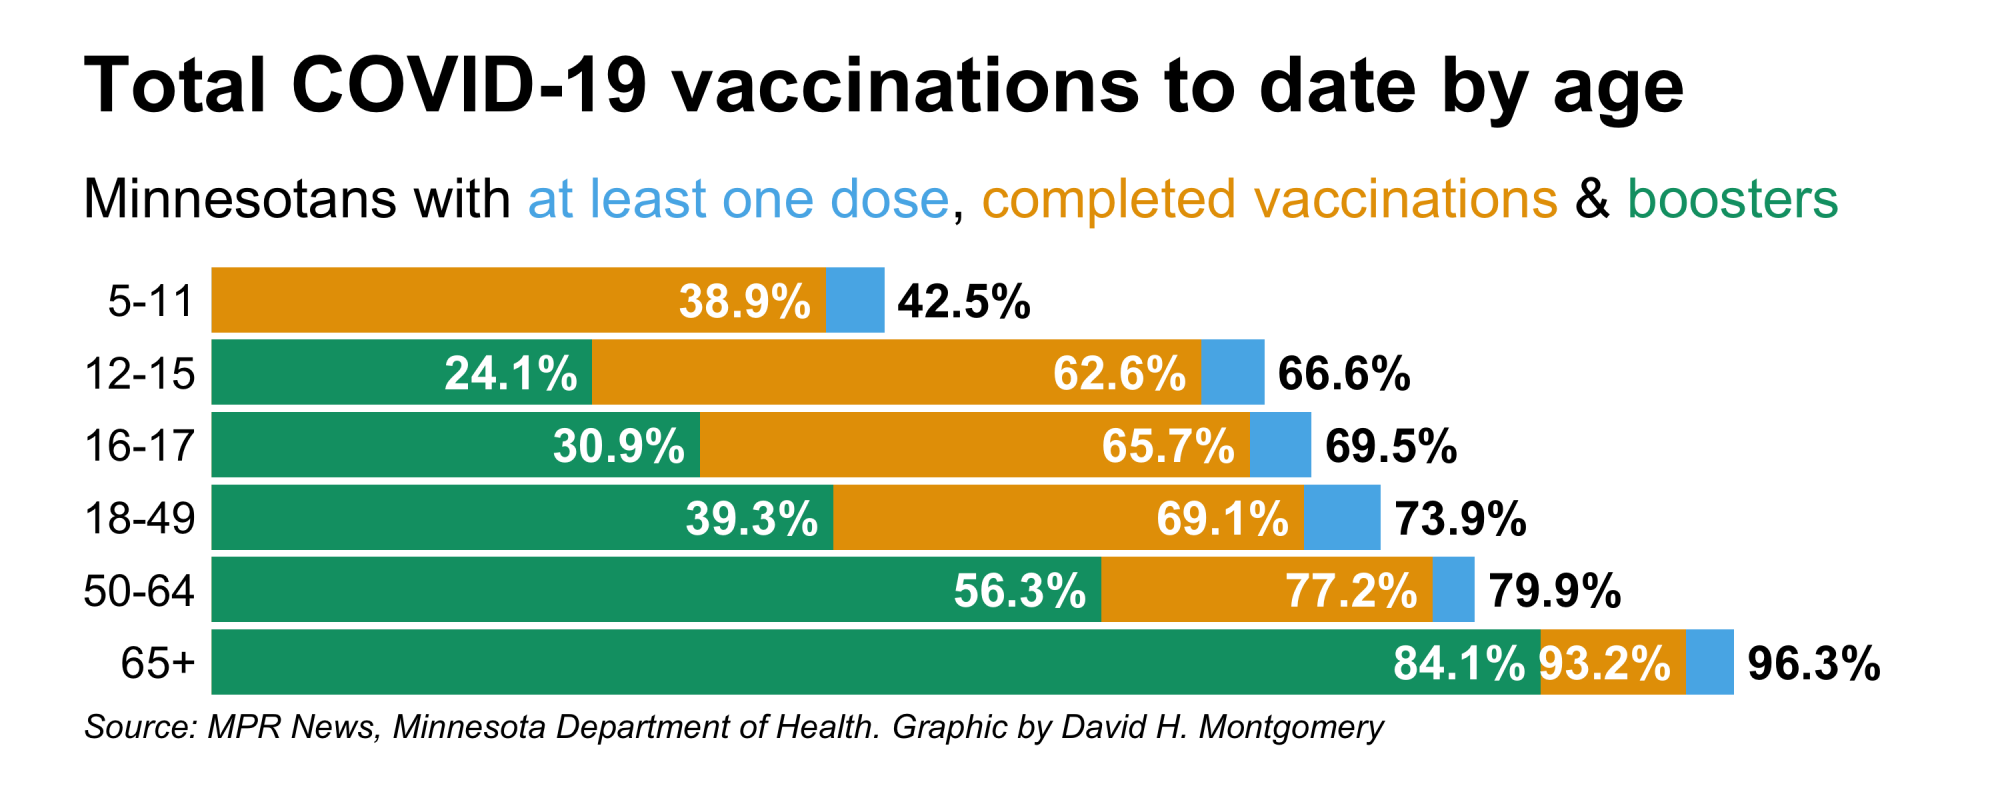 Total COVID-19 vaccinations to date by age
Minnesotans with at least one dose, completed vaccinations & boosters
5-11 38.9% 42.5%
12-15 24.1% 62.6% 66.6%
16-17 30.9% 65.7% 69.5%
18-49 39.3% 69.1% 73.9%
50-64 56.3% 77.2% 79.9%
65+ 84.1% 93.2% 96.3%
Source: MPR News, Minnesota Department of Health. Graphic by David H. Montgomery